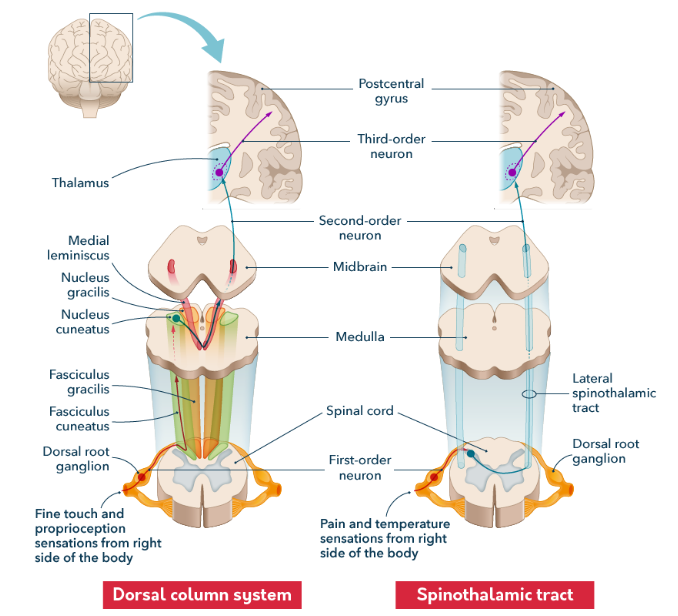 Postcentral
gyrus
Third-order
neuron
Thalamus
Second-order
neuron
Medial
leminiscus
Midbrain
Nucleus
gracilis
Nucleus
cuneatus
Medulla
Fasciculus
gracilis
Fasciculus
cuneatus
Lateral
spinothalamic
tract
Spinal cord
Dorsal root
ganglion
Dorsal root
ganglion
First-order
neuron
Fine touch and
proprioception
sensations from right
side of the body
Pain and temperature
sensations from right
side of the body
Dorsal column system
Spinothalamic tract